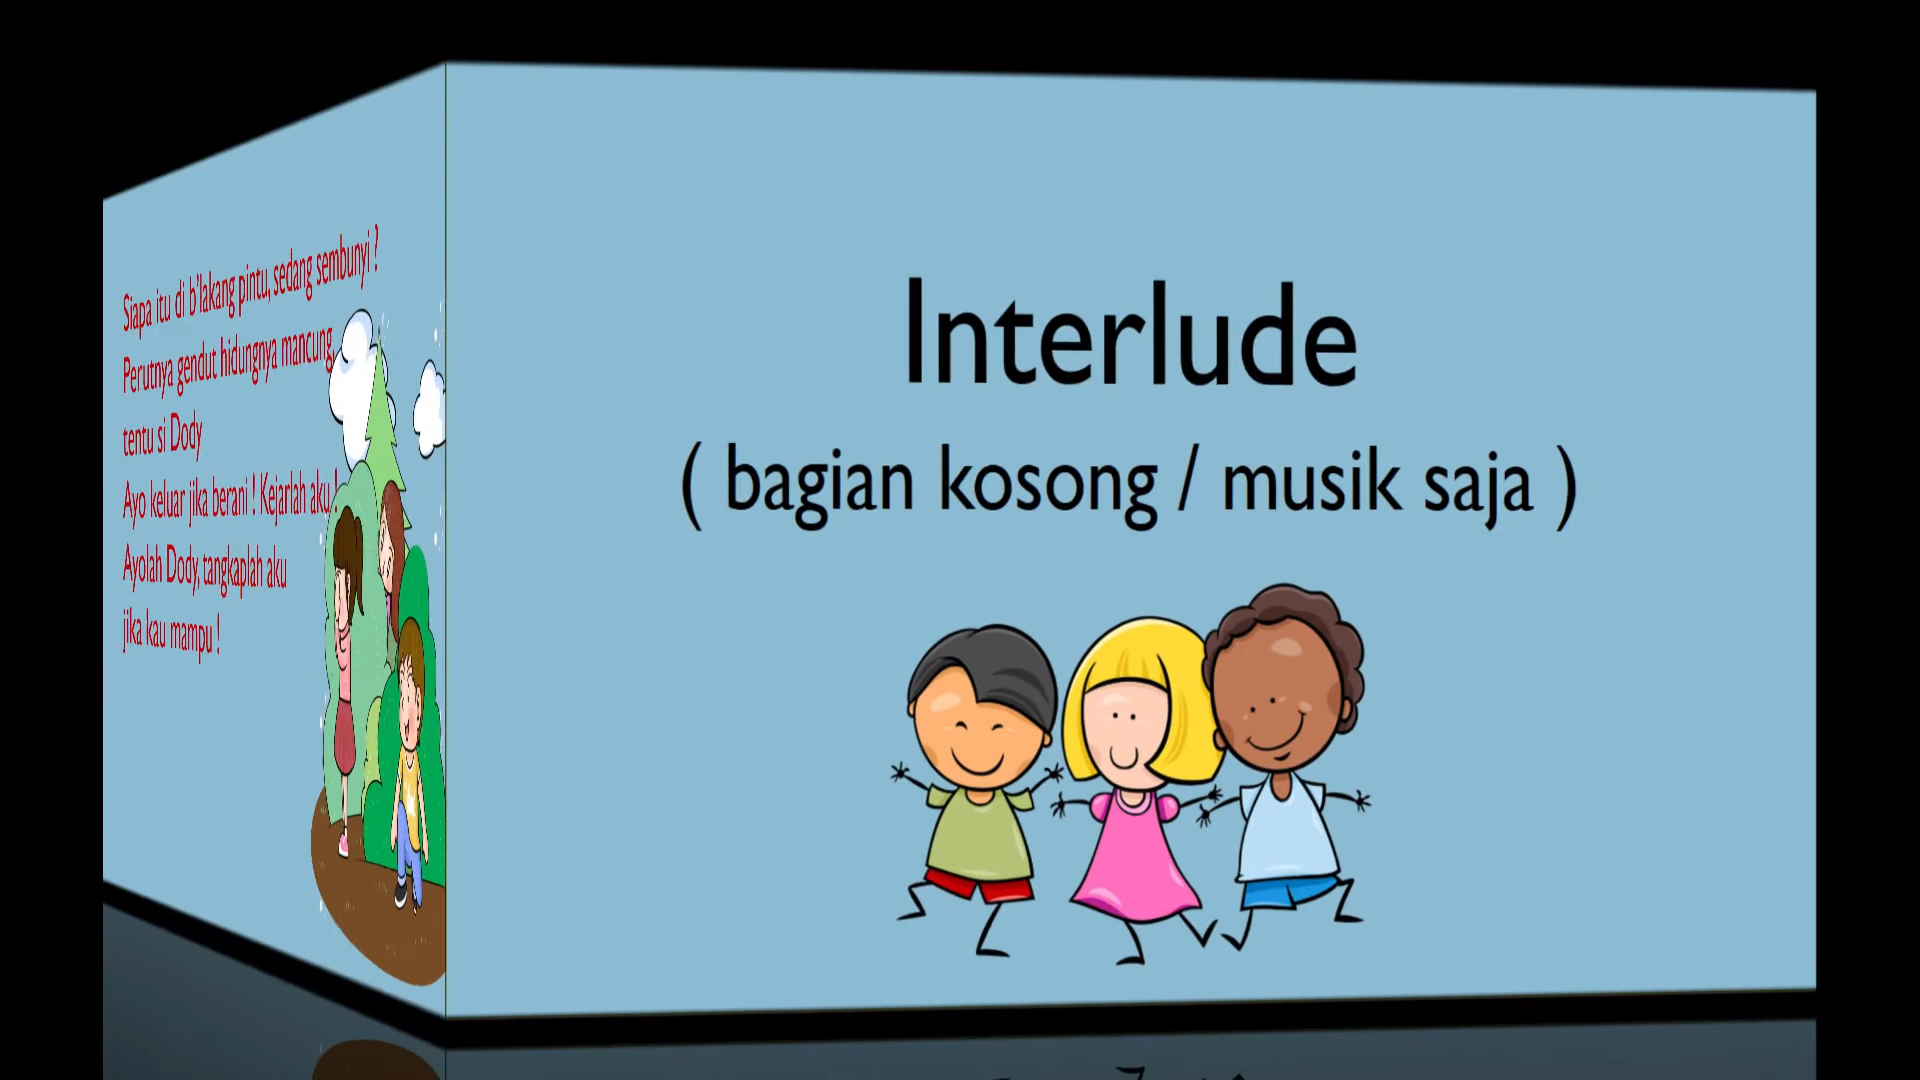 Siapa itu di b'lakang pintu, sedang sembunyi ?
Perutnya gendut hidungnya mancung,
tentu si Dody
Ayo keluar jika berani ! Kejarlah aku !
Ayolah Dody, tangkaplah aku
jika kau mampu !
Interlude
( bagian kosong / musik saja )